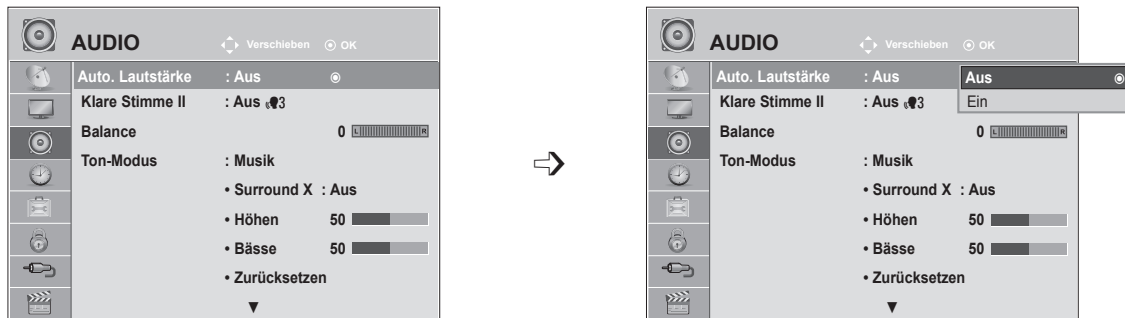 AUDIO
Verschieben OK
Auto. Lautstärke : Aus
Klare Stimme II : Aus 3
Balance 0 L R
Ton-Modus : Musik
• Surround X : Aus
• Höhen 50
• Bässe 50
• Zurücksetzen
AUDIO
Verschieben OK
Auto. Lautstärke : Aus
Aus
Ein
Klare Stimme II : Aus 3
Balance 0 L R
Ton-Modus : Musik
• Surround X : Aus
• Höhen 50
• Bässe 50
• Zurücksetzen